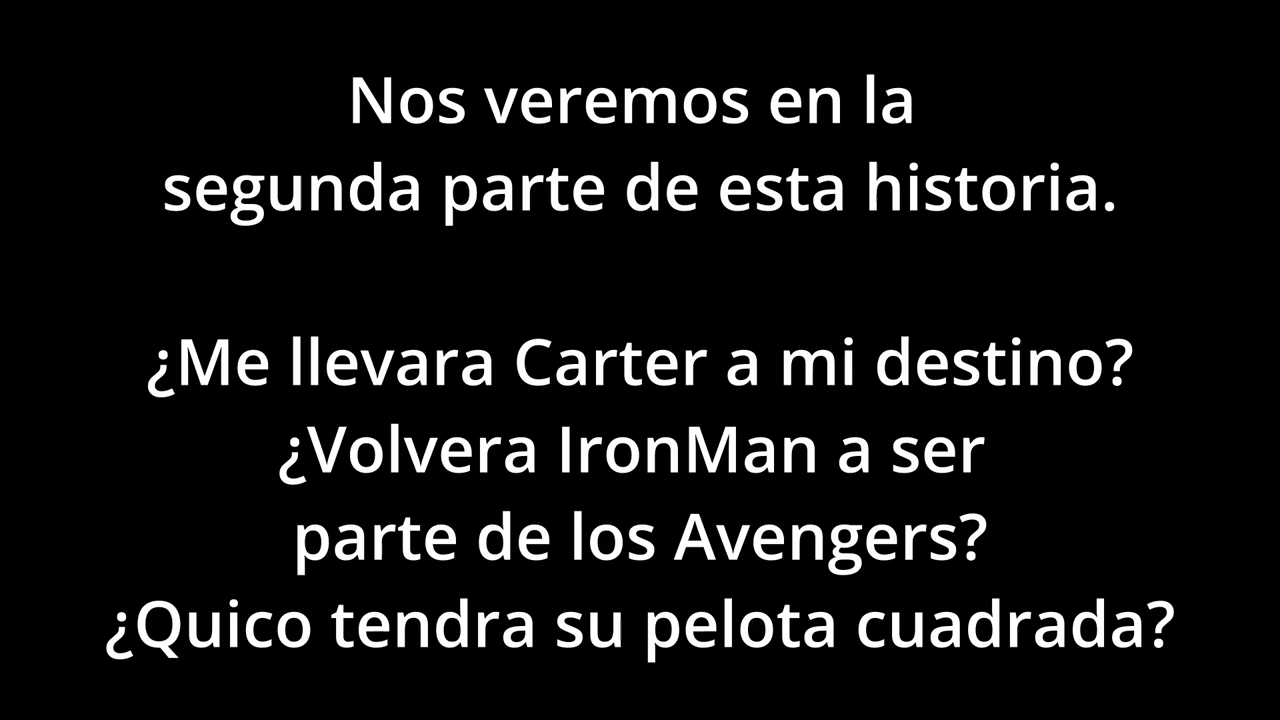 Nos veremos en la
segunda parte de esta historia.
¿Me llevara Carter a mi destino?
¿Volvera IronMan a ser
parte de los Avengers?
¿Quico tendra su pelota cuadrada?